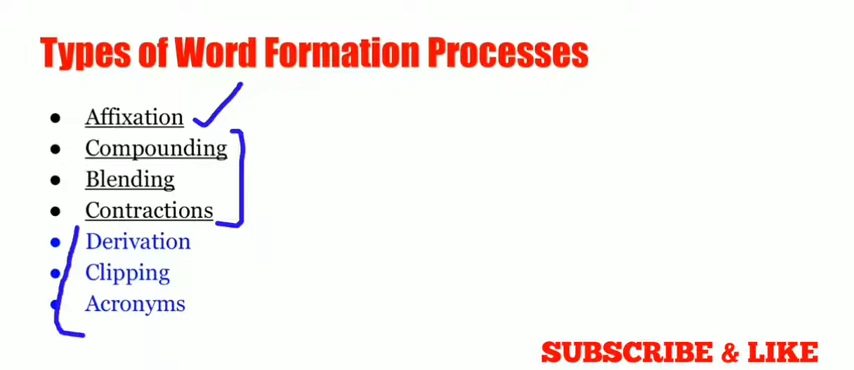 Types of Word Formation Processes
● Affixation
● Compounding
● Blending
● Contractions
● Derivation
● Clipping
● Acronyms
SUBSCRIBE & LIKE